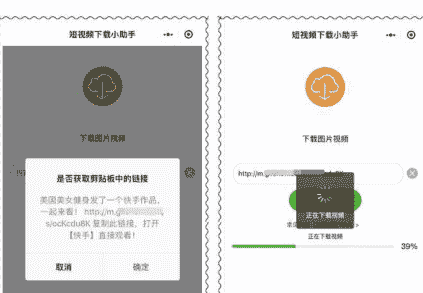 短视频下载小助手
下载图片视频
是否获取剪贴板中的链接
美国美女健身发了一个快手作品，
一起来看！ http://m.g
s/ocKcdu8K 复制此链接，打开
【快手】直接观看！
取消
确定
短视频下载小助手
下载图片视频
http://m.g
du8K
正在下载视频
正在下载视频
39%